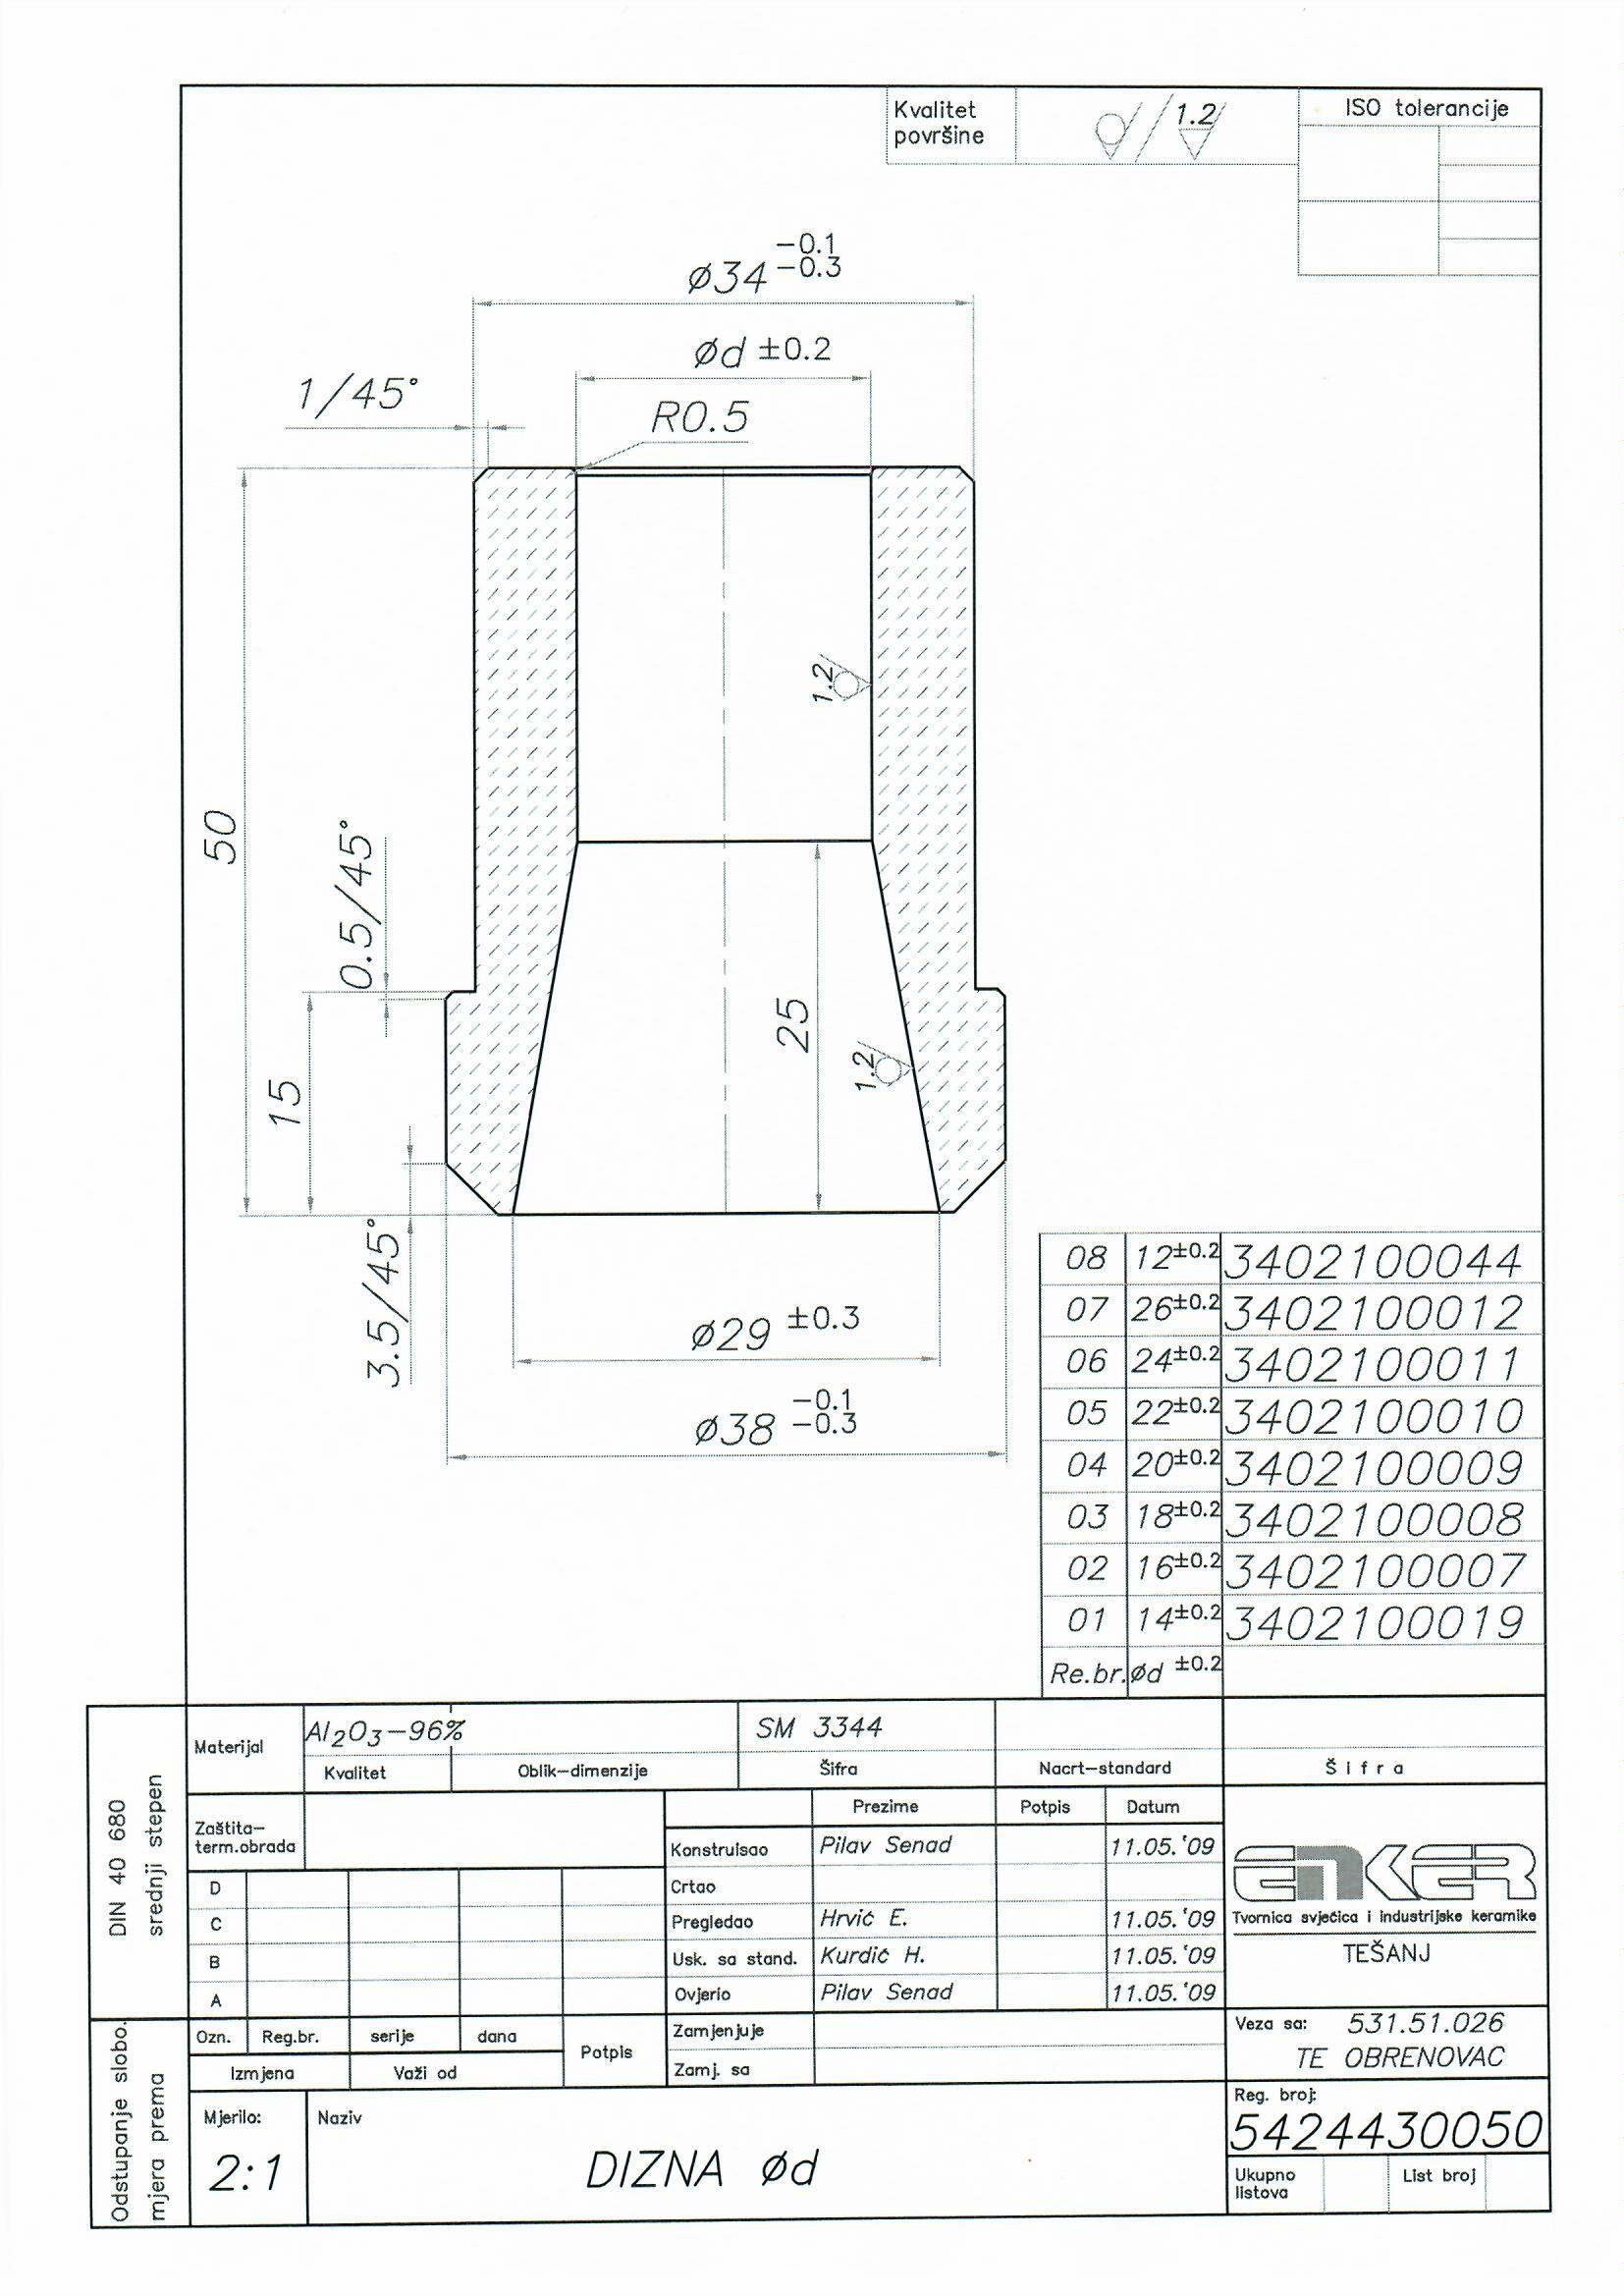 Kvalitet
površine
1.2
ISO tolerancije
ø34 -0.1
-0.3
ød ±0.2
1/45°
R0.5
1.2
50
0.5/45°
25
1.2
15
3.5/45°
ø29 ±0.3
ø38 -0.1
-0.3
08 12±0.2 3402100044
07 26±0.2 3402100012
06 24±0.2 3402100011
05 22±0.2 3402100010
04 20±0.2 3402100009
03 18±0.2 3402100008
02 16±0.2 3402100007
01 14±0.2 3402100019
Re.br. ød ±0.2
DIN 40 680
srednji stepen
Odstupanje slobo.
mjera prema
Materijal Al2O3-96% SM 3344
Kvalitet Oblik-dimenzije Šifra Nacrt-standard Šifra
Zaštita-
term.obrada
Prezime Potpis Datum
Konstruisao Pilav Senad 11.05.'09
D Crtao
C Pregledao Hrvić E. 11.05.'09
B Usk. sa stand. Kurdić H. 11.05.'09
A Ovjerio Pilav Senad 11.05.'09
ENKER
Tvornica svjećica i industrijske keramike
TEŠANJ
Ozn. Reg.br. serije dana Potpis
Izmjena Važi od
Zamjenjuje
Zamj. sa
Veza sa: 531.51.026
TE OBRENOVAC
Reg. broj:
5424430050
Mjerilo:
2:1
Naziv
DIZNA ød
Ukupno
listova
List broj